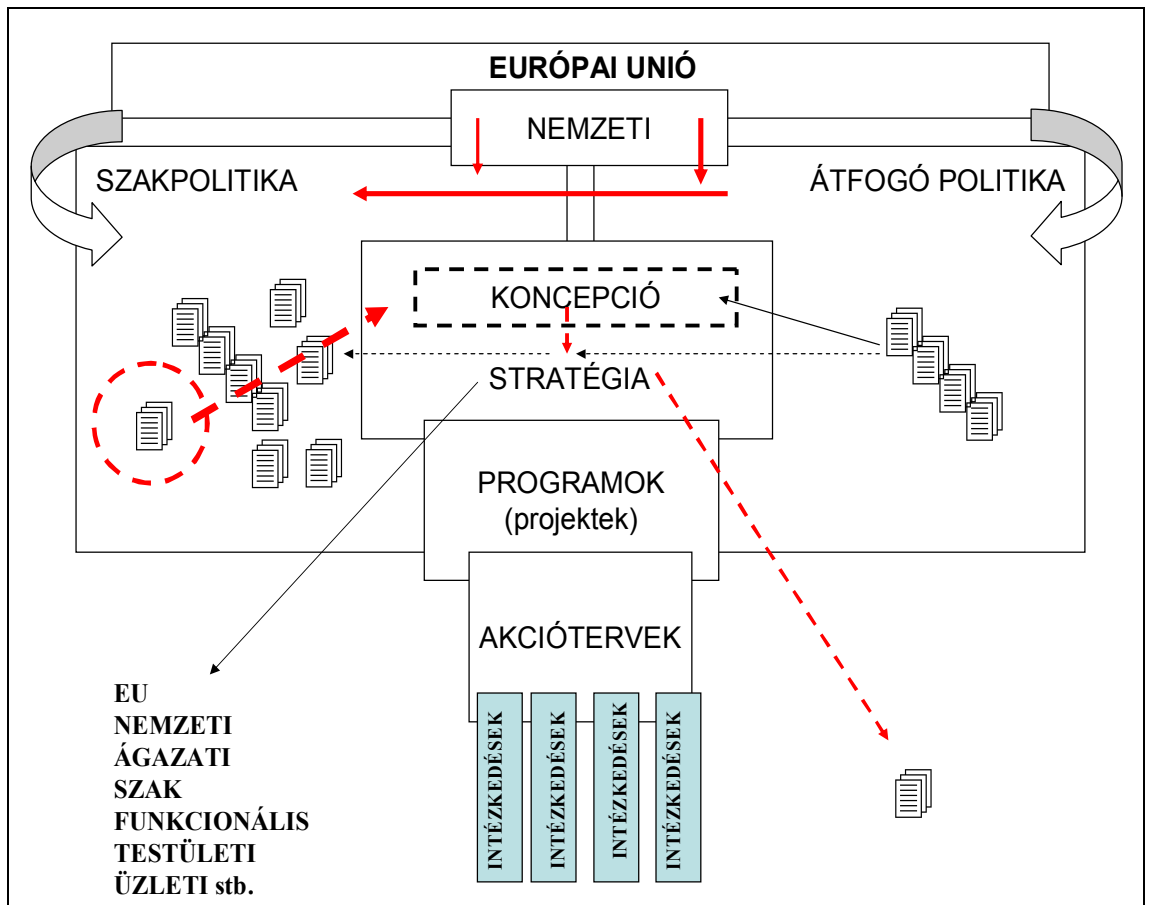 EURÓPAI UNIÓ
NEMZETI
SZAKPOLITIKA
ÁTFOGÓ POLITIKA
KONCEPCIÓ
STRATÉGIA
PROGRAMOK
(projektek)
AKCIÓTERVEK
INTÉZKEDÉSEK
INTÉZKEDÉSEK
INTÉZKEDÉSEK
INTÉZKEDÉSEK
EU
NEMZETI
ÁGAZATI
SZAK
FUNKCIONÁLIS
TESTÜLETI
ÜZLETI stb.